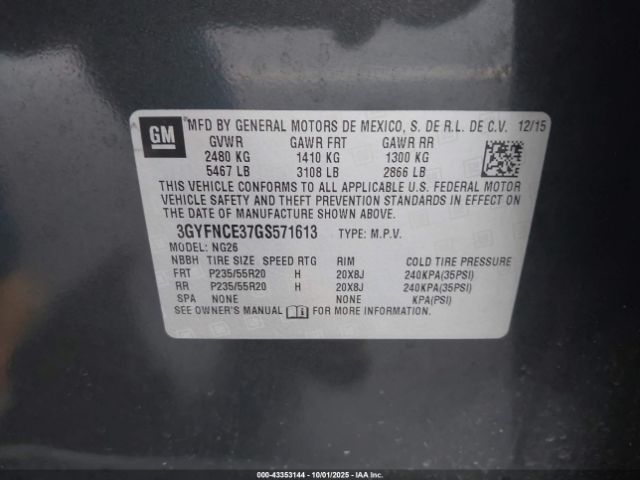 GM
MFD BY GENERAL MOTORS DE MEXICO, S. DE R.L. DE C.V. 12/15
GVWR GAWR FRT GAWR RR
2480 KG 1410 KG 1300 KG
5467 LB 3108 LB 2866 LB
THIS VEHICLE CONFORMS TO ALL APPLICABLE U.S. FEDERAL MOTOR
VEHICLE SAFETY AND THEFT PREVENTION STANDARDS IN EFFECT ON
THE DATE OF MANUFACTURE SHOWN ABOVE.
3GYFNCE37GS571613 TYPE: M.P.V.
MODEL: NG26
NBBH TIRE SIZE SPEED RTG RIM COLD TIRE PRESSURE
FRT P235/55R20 H 20X8J 240KPA(35PSI)
RR P235/55R20 H 20X8J 240KPA(35PSI)
SPA NONE NONE KPA(PSI)
SEE OWNER'S MANUAL FOR MORE INFORMATION.
000-43353144 - 10/01/2025 - IAAI.COM